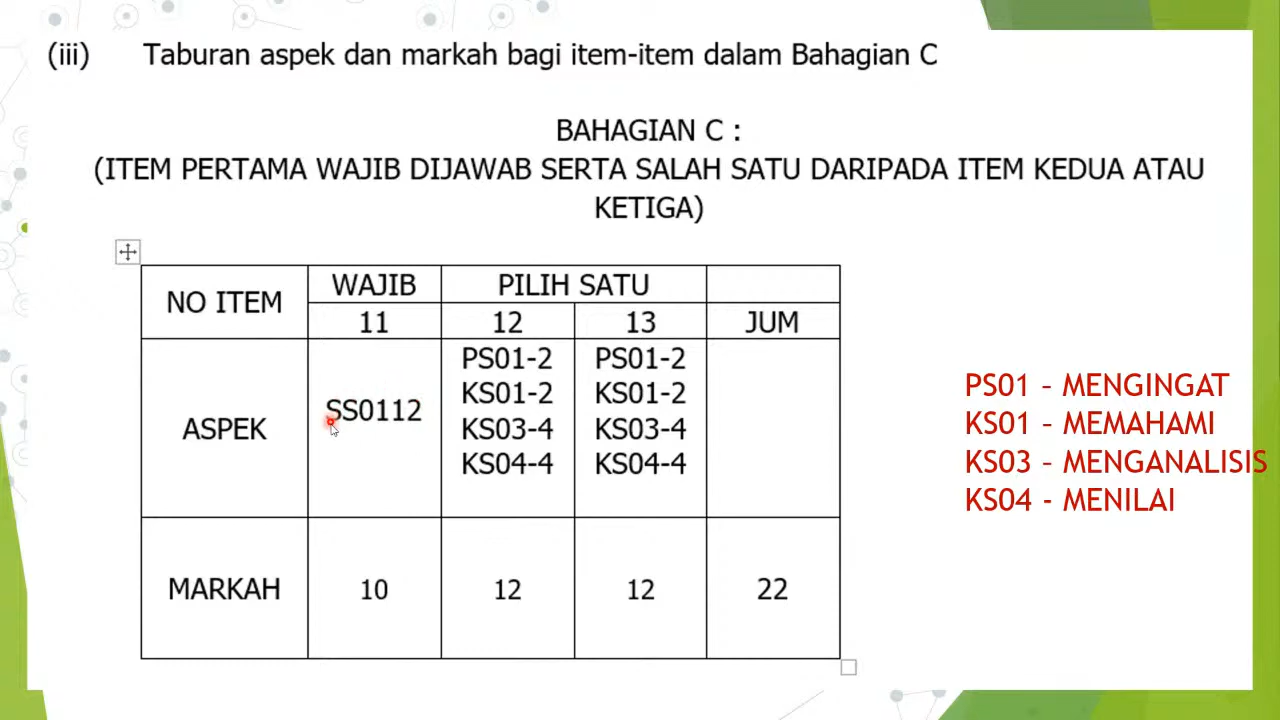 (iii) Taburan aspek dan markah bagi item-item dalam Bahagian C
BAHAGIAN C :
(ITEM PERTAMA WAJIB DIJAWAB SERTA SALAH SATU DARIPADA ITEM KEDUA ATAU
KETIGA)
NO ITEM WAJIB PILIH SATU
11 12 13 JUM
ASPEK SS0112
PS01-2 PS01-2
KS01-2 KS01-2
KS03-4 KS03-4
KS04-4 KS04-4
MARKAH 10 12 12 22
PS01 – MENGINGAT
KS01 – MEMAHAMI
KS03 – MENGANALISIS
KS04 - MENILAI